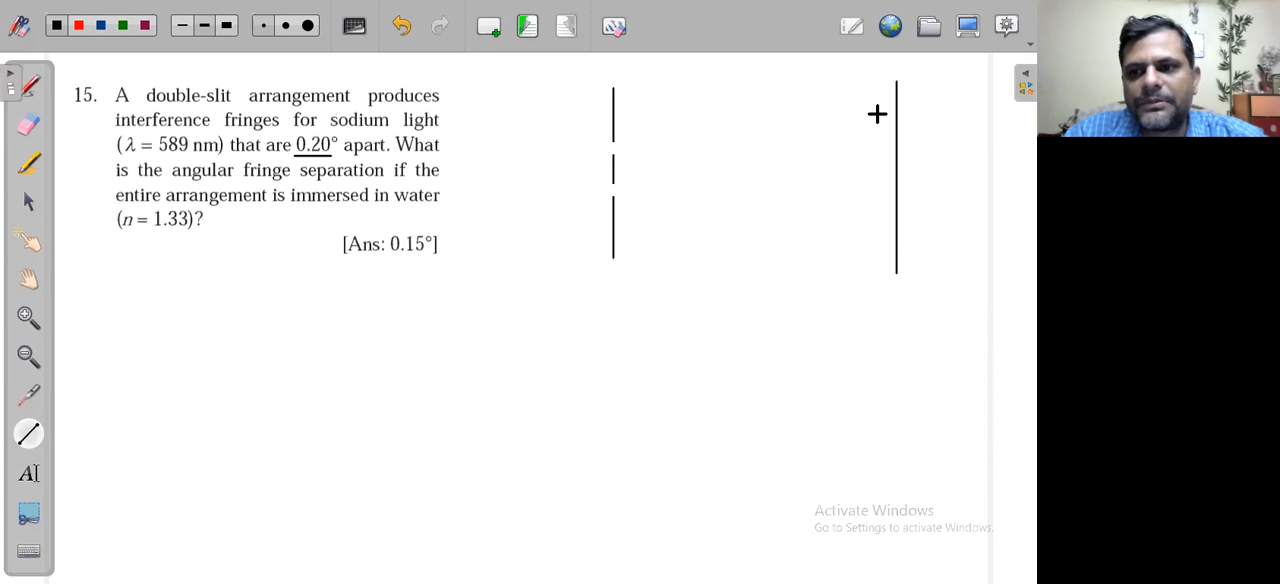 15. A double-slit arrangement produces
interference fringes for sodium light
(λ = 589 nm) that are 0.20° apart. What
is the angular fringe separation if the
entire arrangement is immersed in water
(n = 1.33)?
[Ans: 0.15°]
A
Activate Windows
Go to Settings to activate Windows.